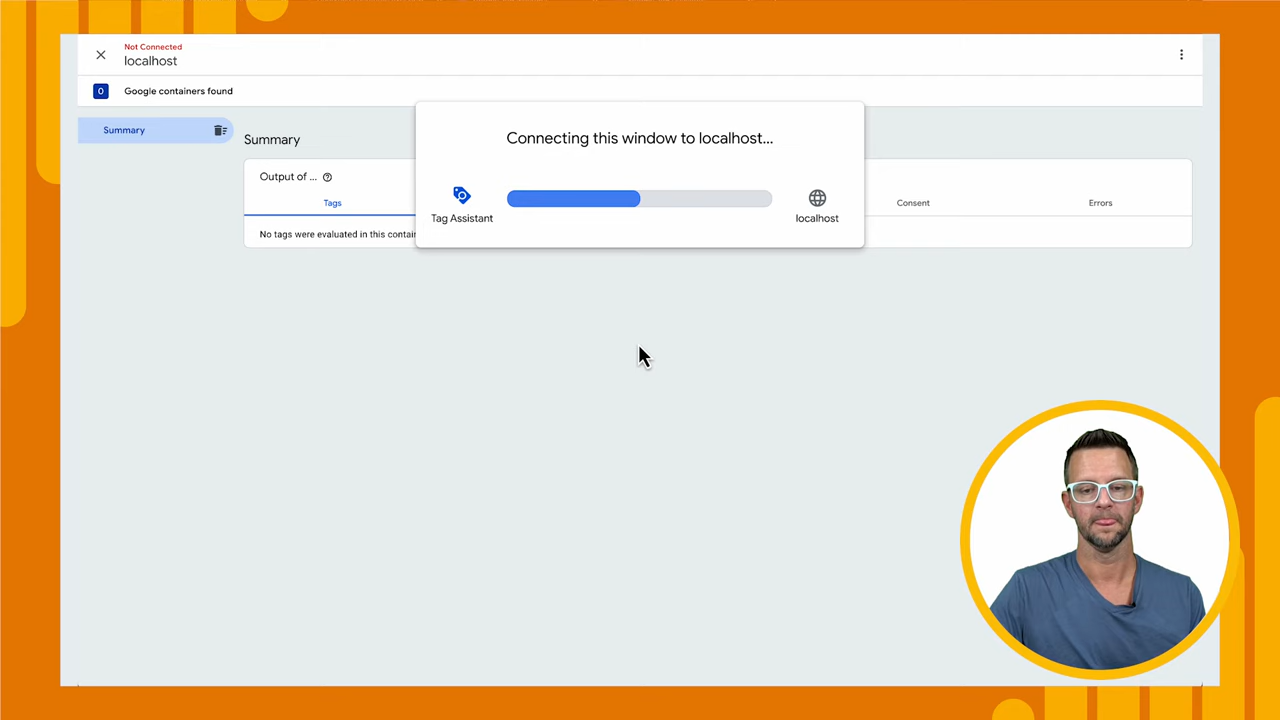 Not Connected
localhost
0 Google containers found
Summary
Summary
Output of ...
Tags
Consent
Errors
No tags were evaluated in this contai
Connecting this window to localhost...
Tag Assistant
localhost